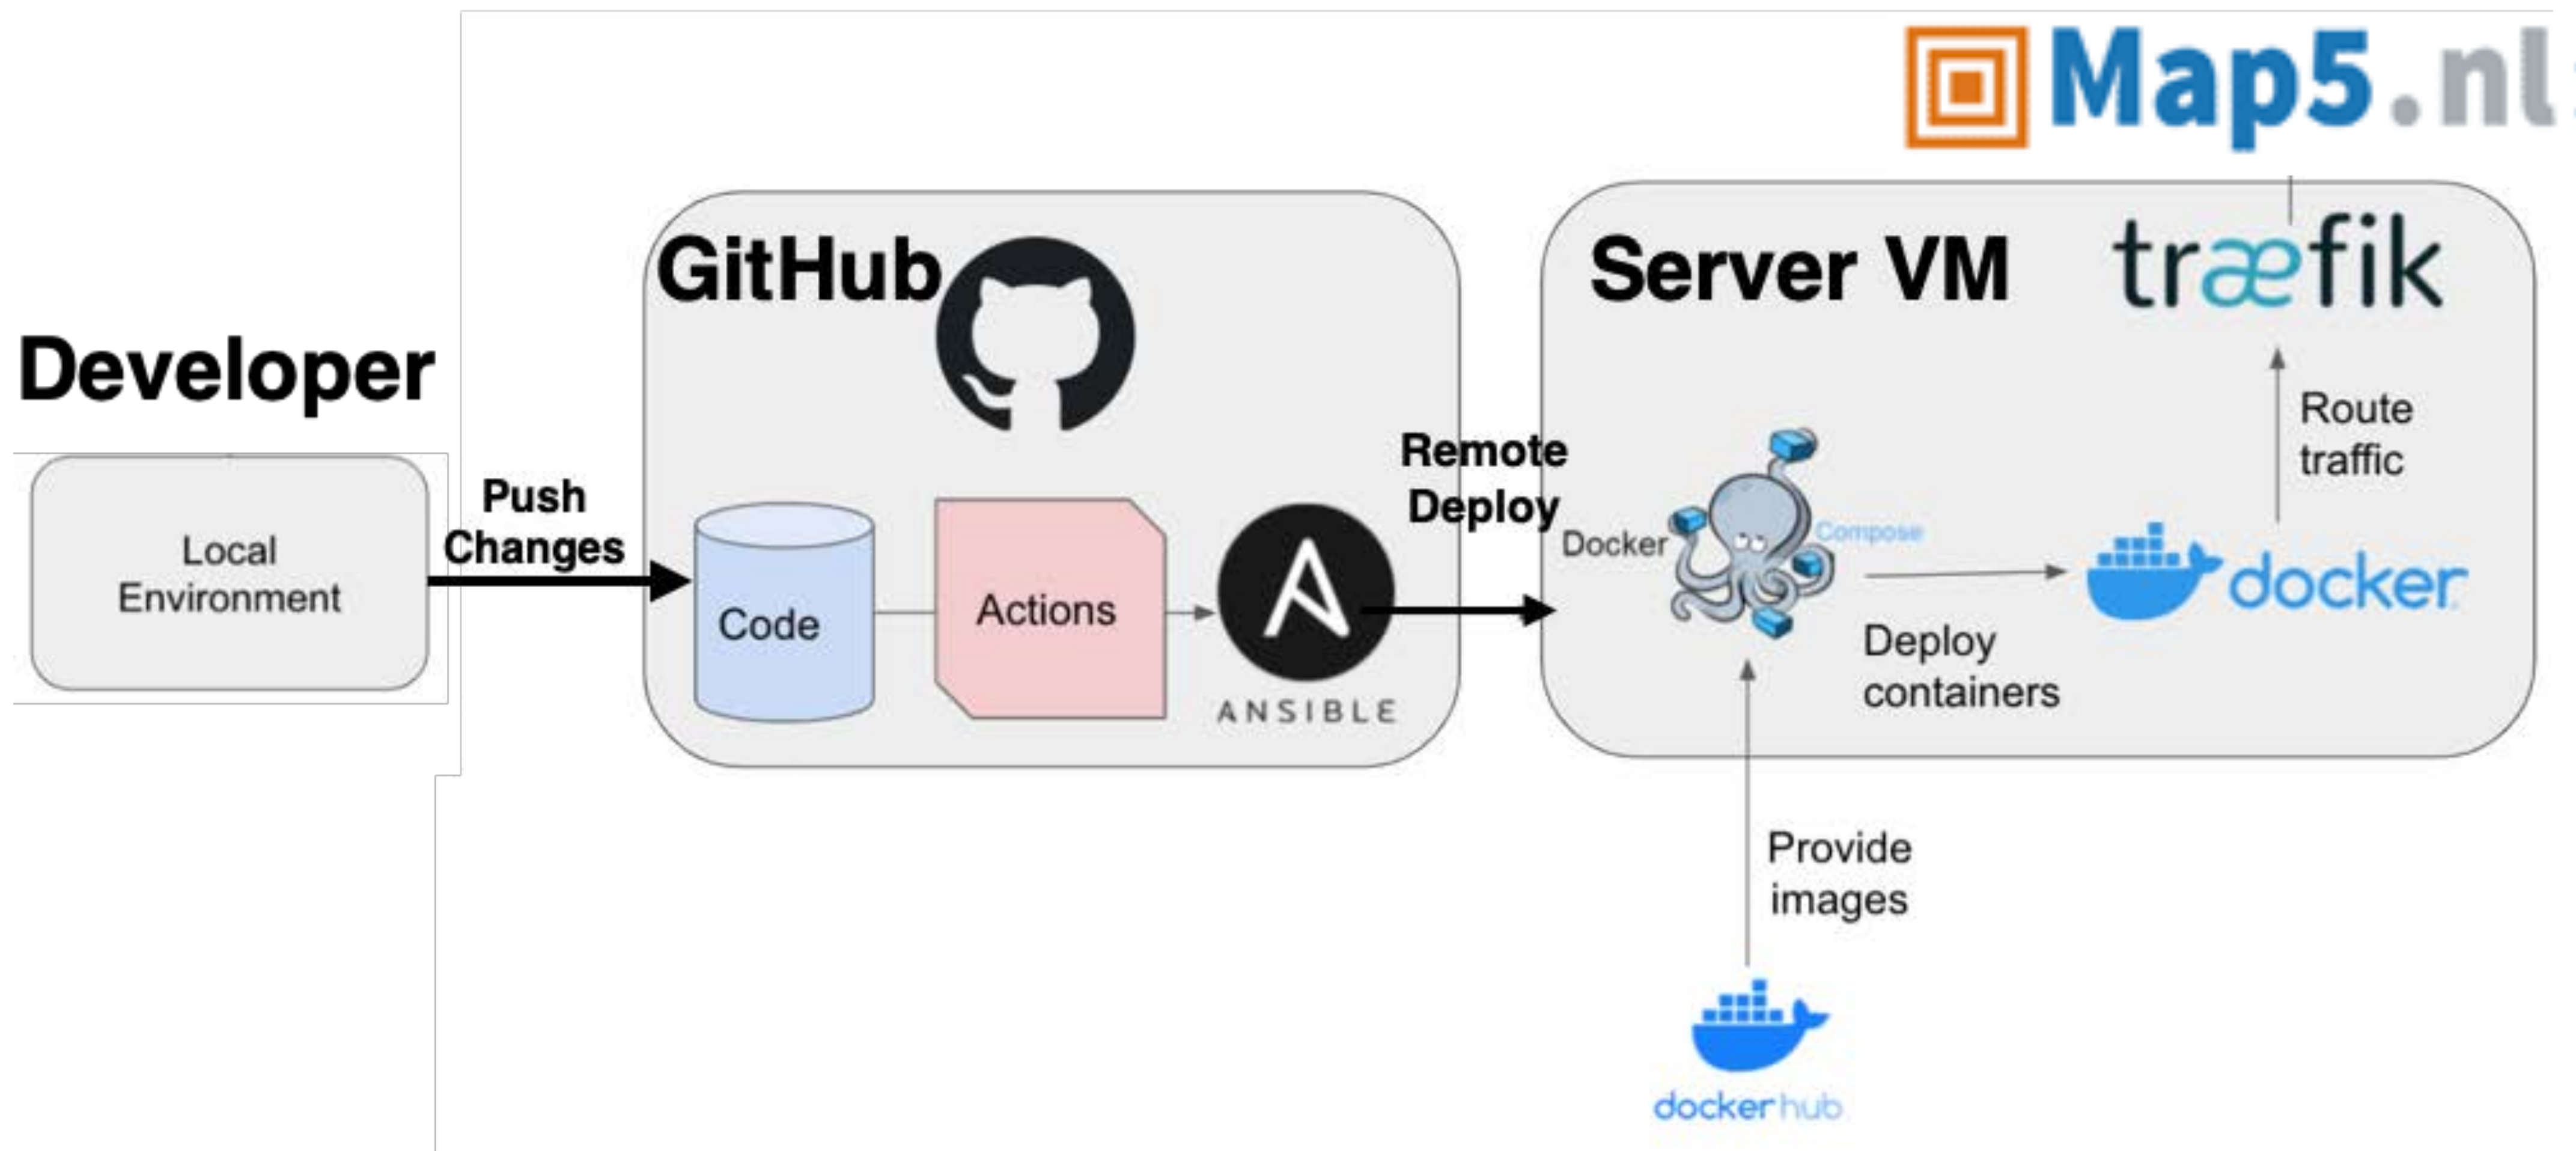 Map5.nl
GitHub
Server VM
træfik
Developer
Route
traffic
Remote
Deploy
Push
Changes
Local
Environment
Code
Actions
ANSIBLE
Docker
Compose
docker
Deploy
containers
Provide
images
dockerhub